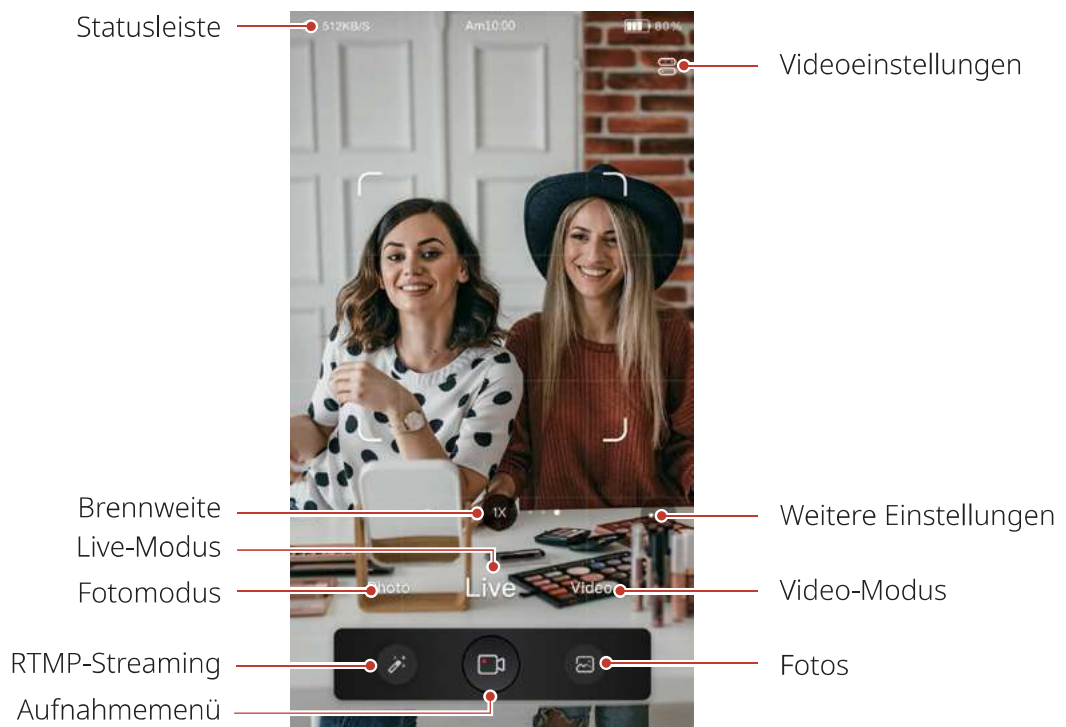 Statusleiste
512KB/S
Am10:00
80%
Videoeinstellungen
Brennweite
1X
Weitere Einstellungen
Live-Modus
Fotomodus
Photo
Live
Video
Video-Modus
RTMP-Streaming
Fotos
Aufnahmemenü